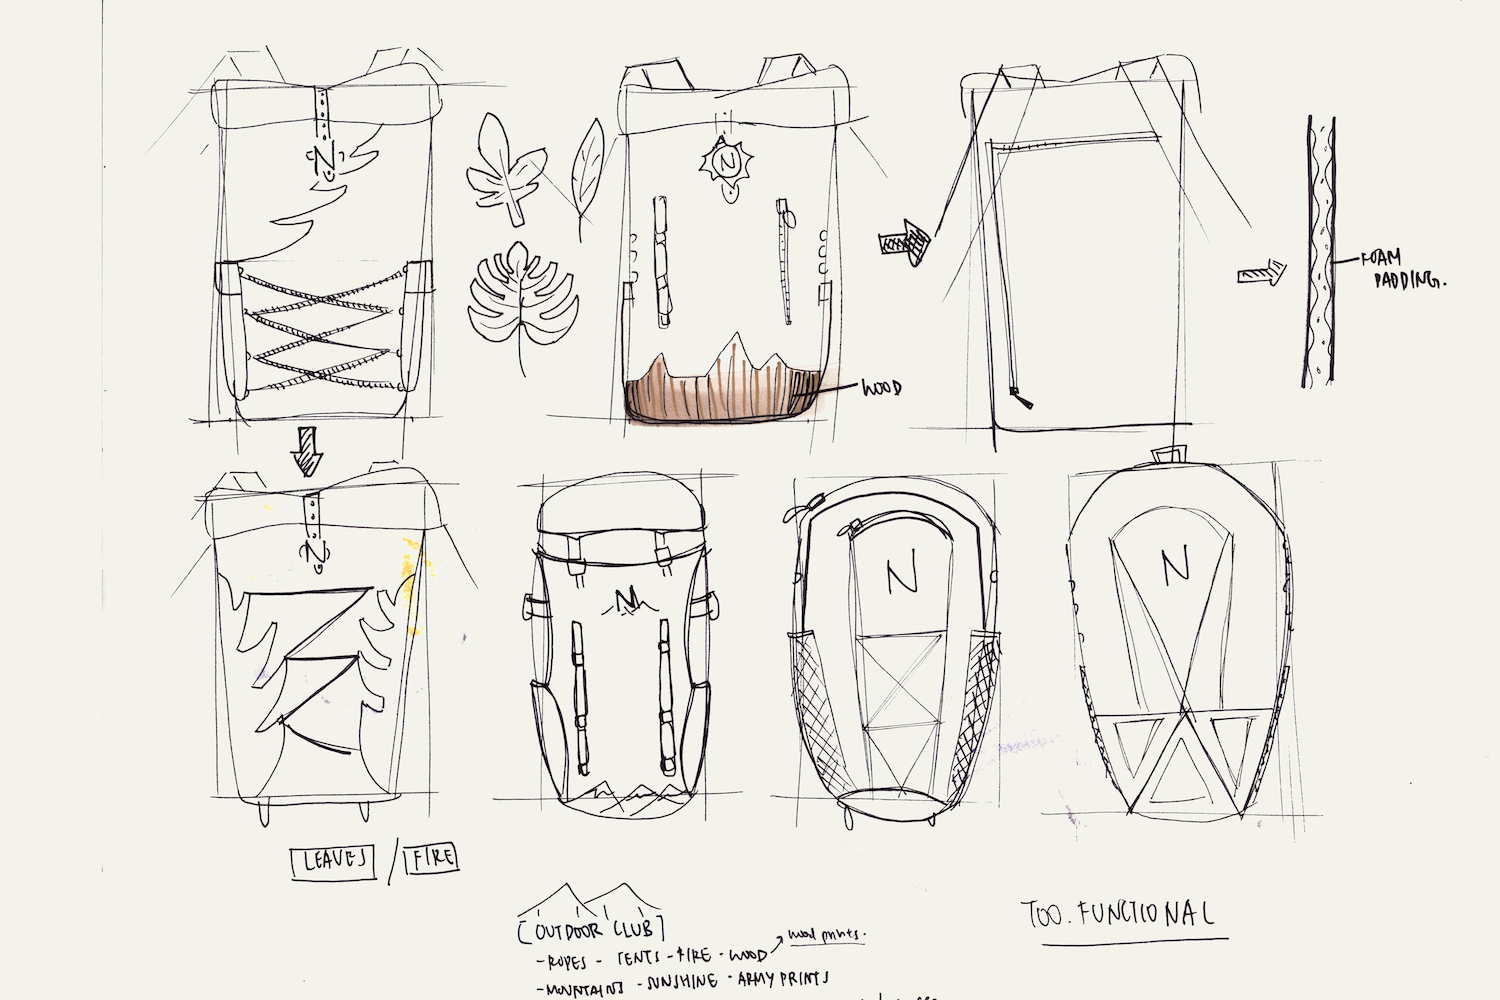 N
N
FOAM
PADDING.
WOOD
N
N
N
N
LEAVES / FIRE
[OUTDOOR CLUB]
TOO. FUNCTIONAL
wood prints.
- ROPES - TENTS - FIRE - WOOD
- MOUNTAINS - SUNSHINE - ARMY PRINTS